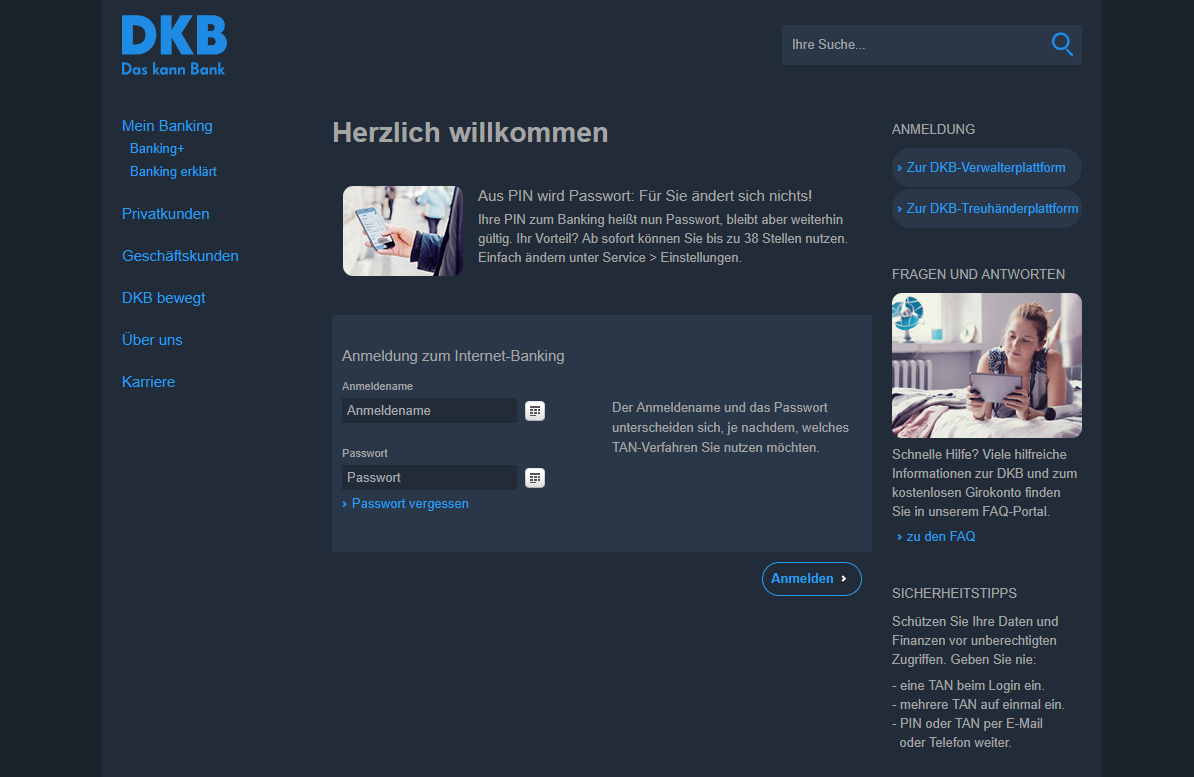 DKB
Das kann Bank
Ihre Suche...
Mein Banking
Banking+
Banking erklärt
Privatkunden
Geschäftskunden
DKB bewegt
Über uns
Karriere
Herzlich willkommen
Aus PIN wird Passwort: Für Sie ändert sich nichts!
Ihre PIN zum Banking heißt nun Passwort, bleibt aber weiterhin
gültig. Ihr Vorteil? Ab sofort können Sie bis zu 38 Stellen nutzen.
Einfach ändern unter Service > Einstellungen.
Anmeldung zum Internet-Banking
Anmeldename
Anmeldename
Passwort
Passwort
› Passwort vergessen
Der Anmeldename und das Passwort
unterscheiden sich, je nachdem, welches
TAN-Verfahren Sie nutzen möchten.
Anmelden ›
ANMELDUNG
› Zur DKB-Verwalterplattform
› Zur DKB-Treuhänderplattform
FRAGEN UND ANTWORTEN
Schnelle Hilfe? Viele hilfreiche
Informationen zur DKB und zum
kostenlosen Girokonto finden
Sie in unserem FAQ-Portal.
› zu den FAQ
SICHERHEITSTIPPS
Schützen Sie Ihre Daten und
Finanzen vor unberechtigten
Zugriffen. Geben Sie nie:
- eine TAN beim Login ein.
- mehrere TAN auf einmal ein.
- PIN oder TAN per E-Mail
oder Telefon weiter.